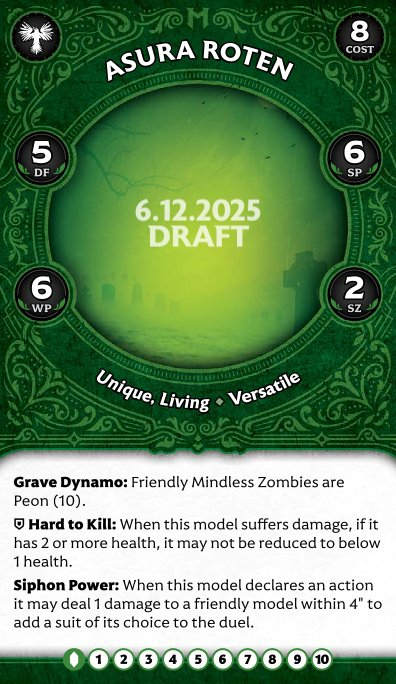 8
COST
ASURA ROTEN
5
DF
6
SP
6.12.2025
DRAFT
6
WP
2
SZ
Unique, Living ⬥ Versatile
Grave Dynamo: Friendly Mindless Zombies are
Peon (10).
Hard to Kill: When this model suffers damage, if it
has 2 or more health, it may not be reduced to below
1 health.
Siphon Power: When this model declares an action
it may deal 1 damage to a friendly model within 4" to
add a suit of its choice to the duel.
1 2 3 4 5 6 7 8 9 10